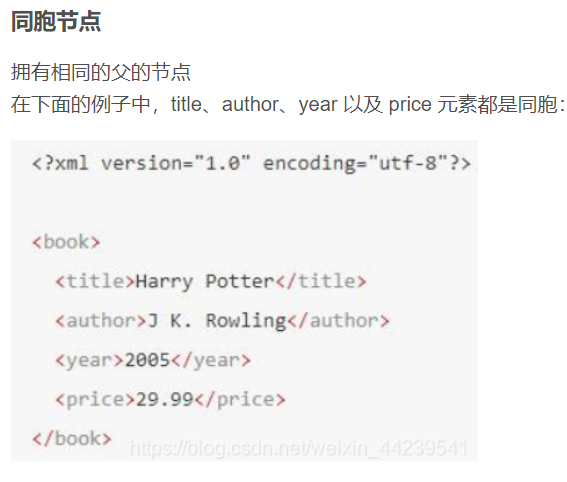 同胞节点
拥有相同的父的节点
在下面的例子中，title、author、year 以及 price 元素都是同胞：
<?xml version="1.0" encoding="utf-8"?>
<book>
<title>Harry Potter</title>
<author>J K. Rowling</author>
<year>2005</year>
<price>29.99</price>
</book>
https://blog.csdn.net/weixin_44239541